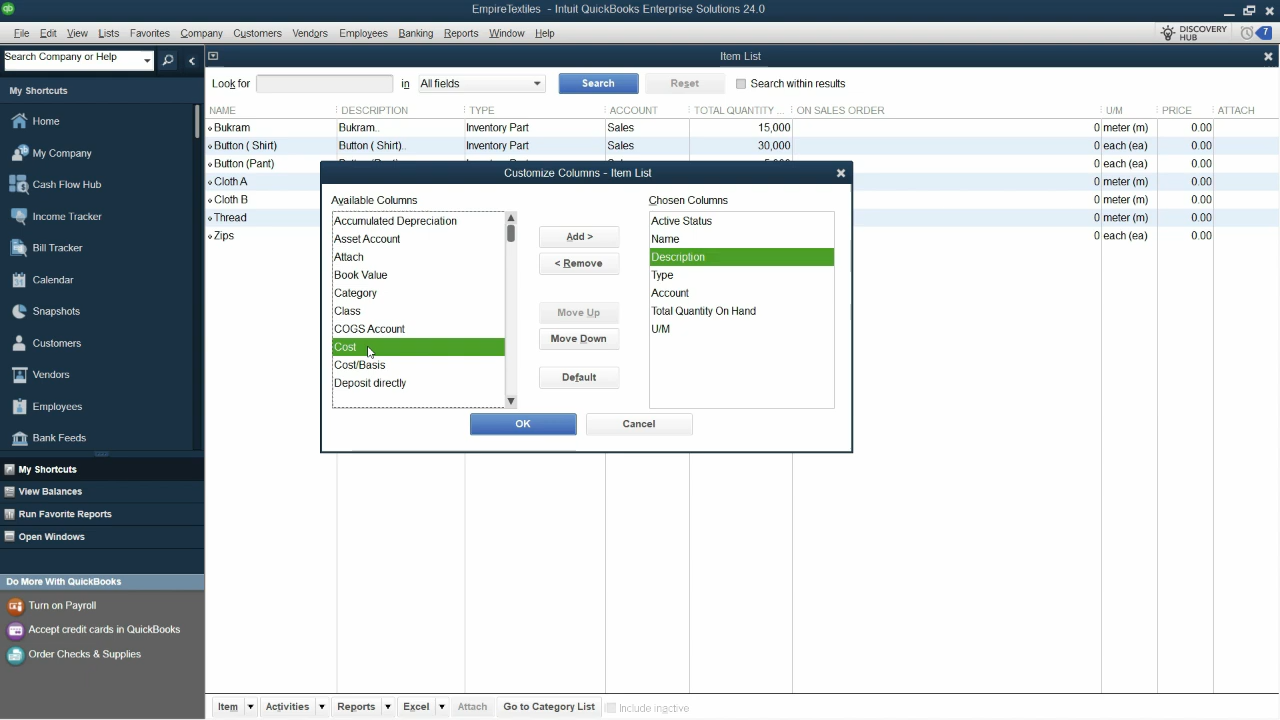 EmpireTextiles - Intuit QuickBooks Enterprise Solutions 24.0
File Edit View Lists Favorites Company Customers Vendors Employees Banking Reports Window Help
DISCOVERY HUB 7
Search Company or Help
Item List
My Shortcuts
Look for in All fields Search Reset Search within results
NAME DESCRIPTION TYPE ACCOUNT TOTAL QUANTITY ... ON SALES ORDER U/M PRICE ATTACH
Bukram Bukram.. Inventory Part Sales 15,000 0 meter (m) 0.00
Button ( Shirt) Button ( Shirt).. Inventory Part Sales 30,000 0 each (ea) 0.00
Button (Pant) 0 each (ea) 0.00
Cloth A 0 meter (m) 0.00
Cloth B 0 meter (m) 0.00
Thread 0 meter (m) 0.00
Zips 0 each (ea) 0.00
Home
My Company
Cash Flow Hub
Income Tracker
Bill Tracker
Calendar
Snapshots
Customers
Vendors
Employees
Bank Feeds
My Shortcuts
View Balances
Run Favorite Reports
Open Windows
Do More With QuickBooks
Turn on Payroll
Accept credit cards in QuickBooks
Order Checks & Supplies
Customize Columns - Item List
Available Columns
Accumulated Depreciation
Asset Account
Attach
Book Value
Category
Class
COGS Account
Cost
Cost/Basis
Deposit directly
Add >
< Remove
Move Up
Move Down
Default
Chosen Columns
Active Status
Name
Description
Type
Account
Total Quantity On Hand
U/M
OK Cancel
Item Activities Reports Excel Attach Go to Category List Include inactive